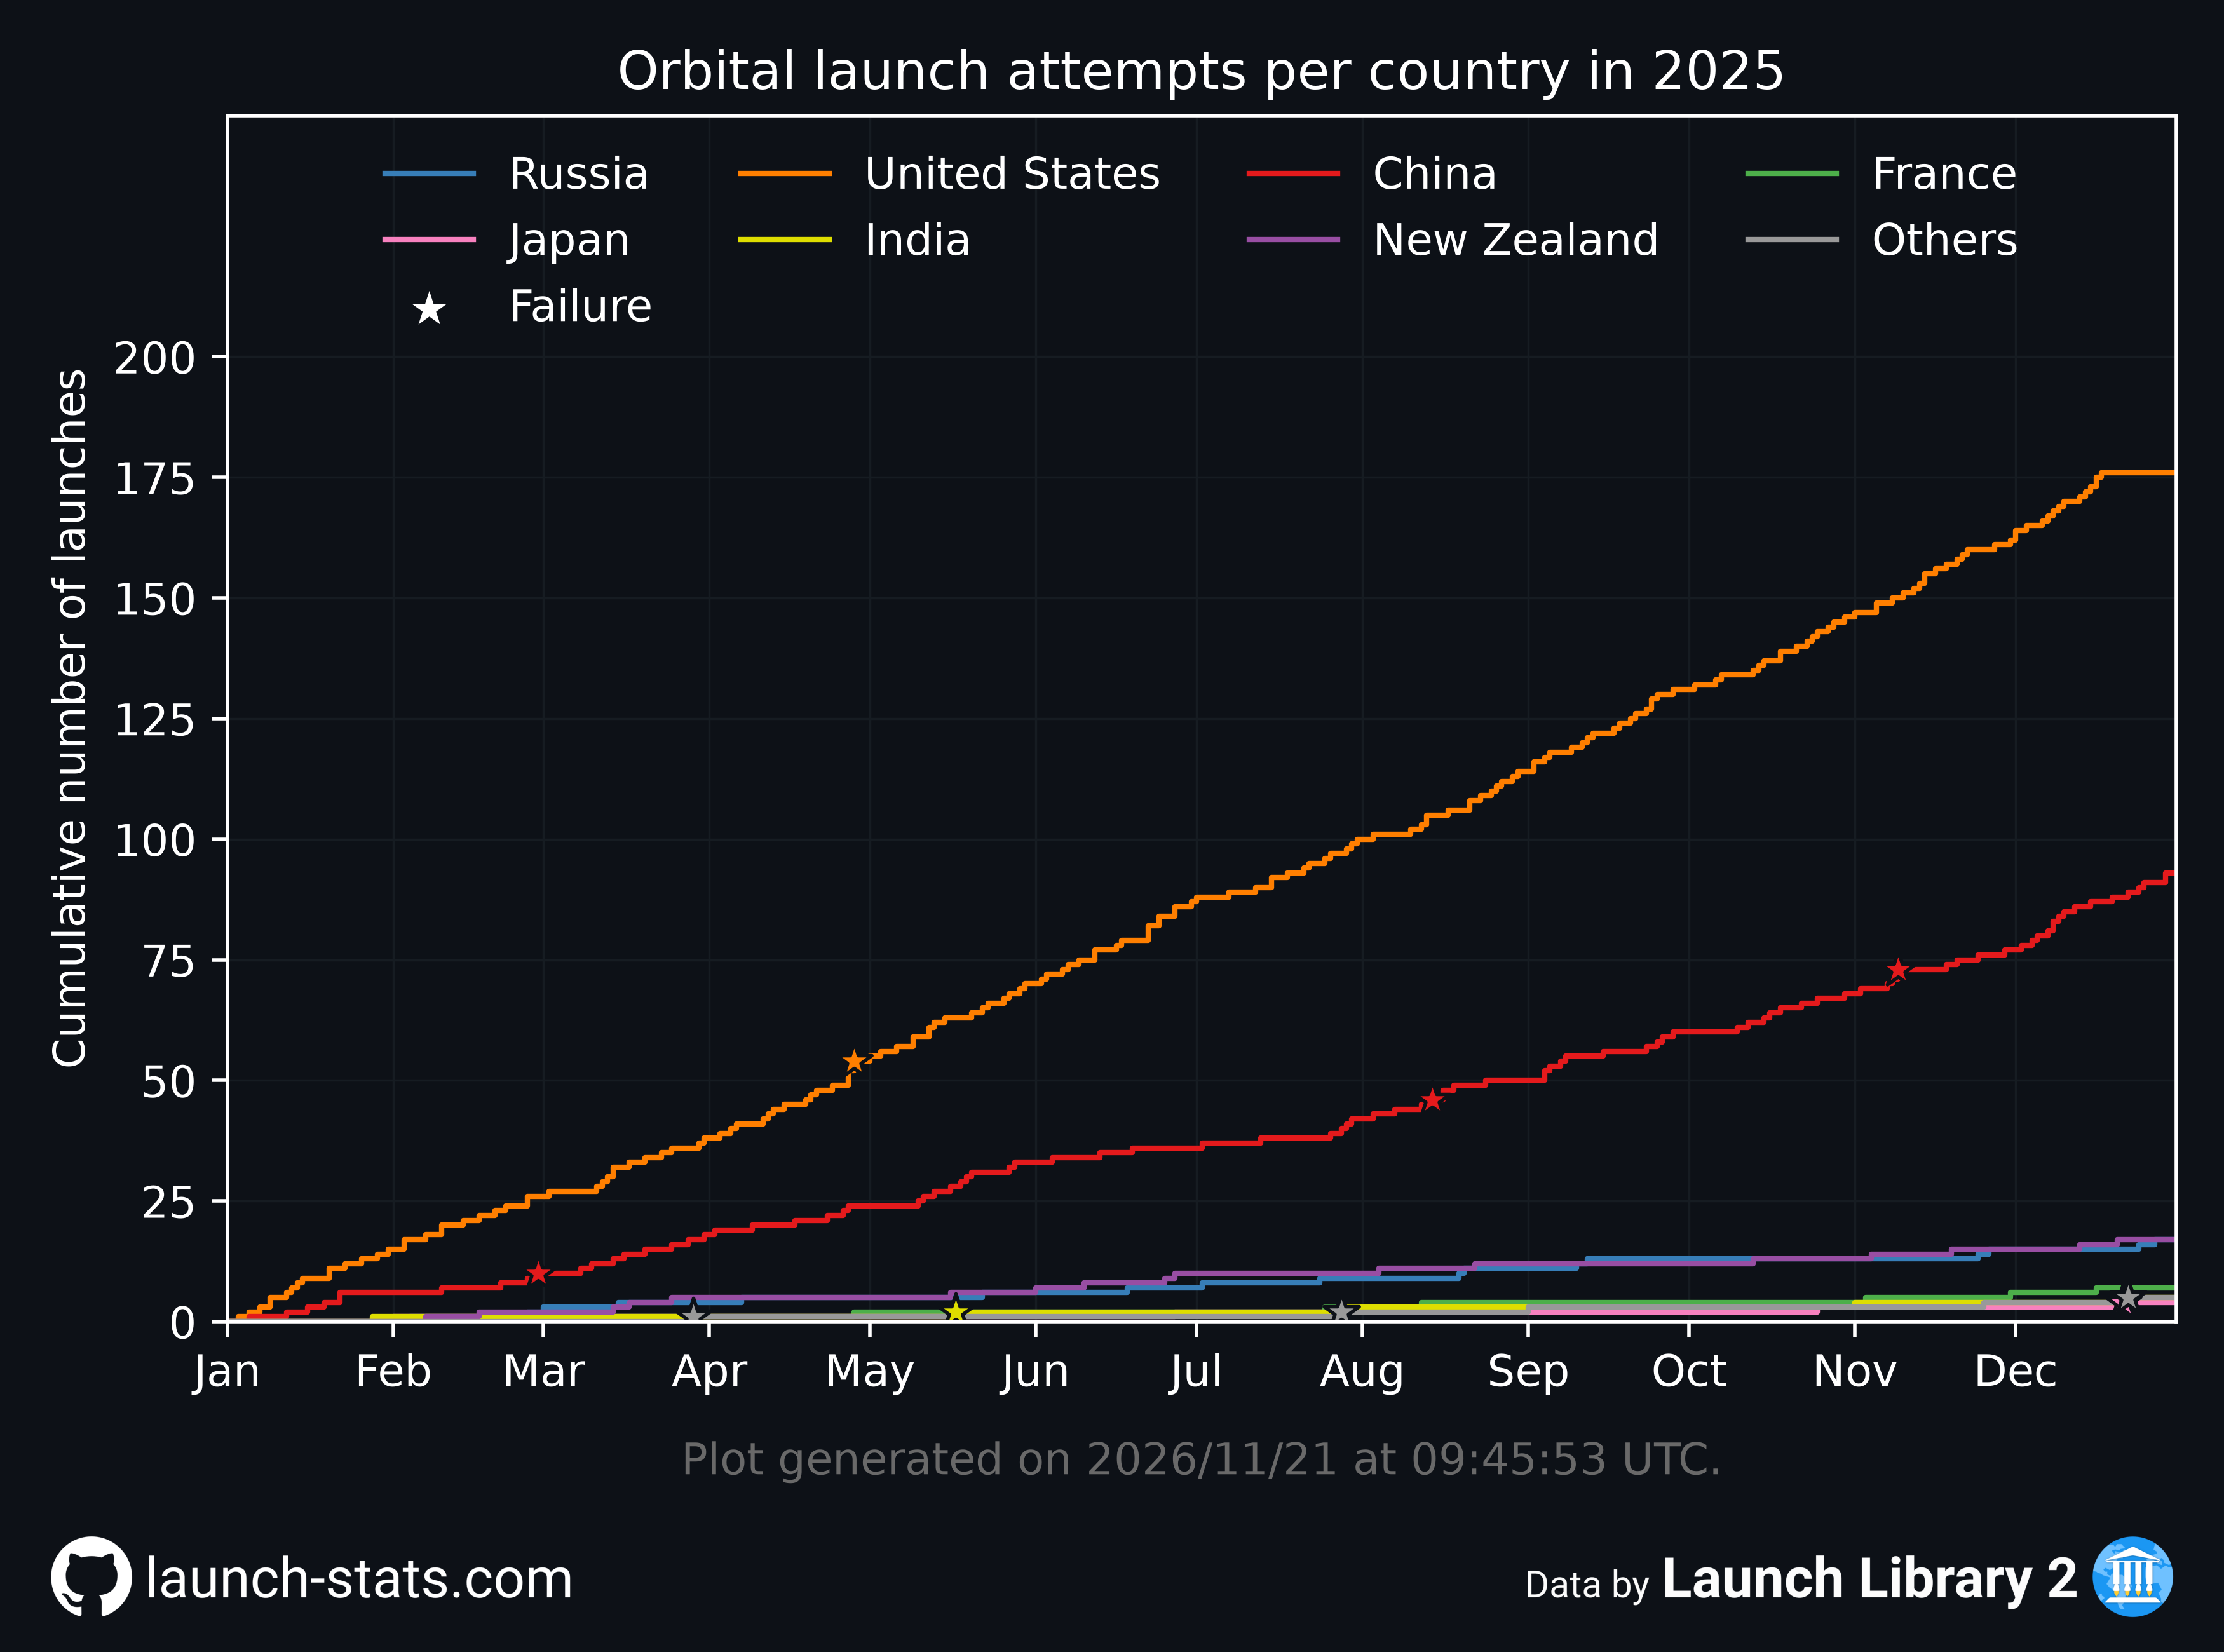 Orbital launch attempts per country in 2025
Russia United States China France
Japan India New Zealand Others
Failure
Cumulative number of launches
200
175
150
125
100
75
50
25
0
Jan Feb Mar Apr May Jun Jul Aug Sep Oct Nov Dec
Plot generated on 2026/11/21 at 09:45:53 UTC.
launch-stats.com
Data by Launch Library 2